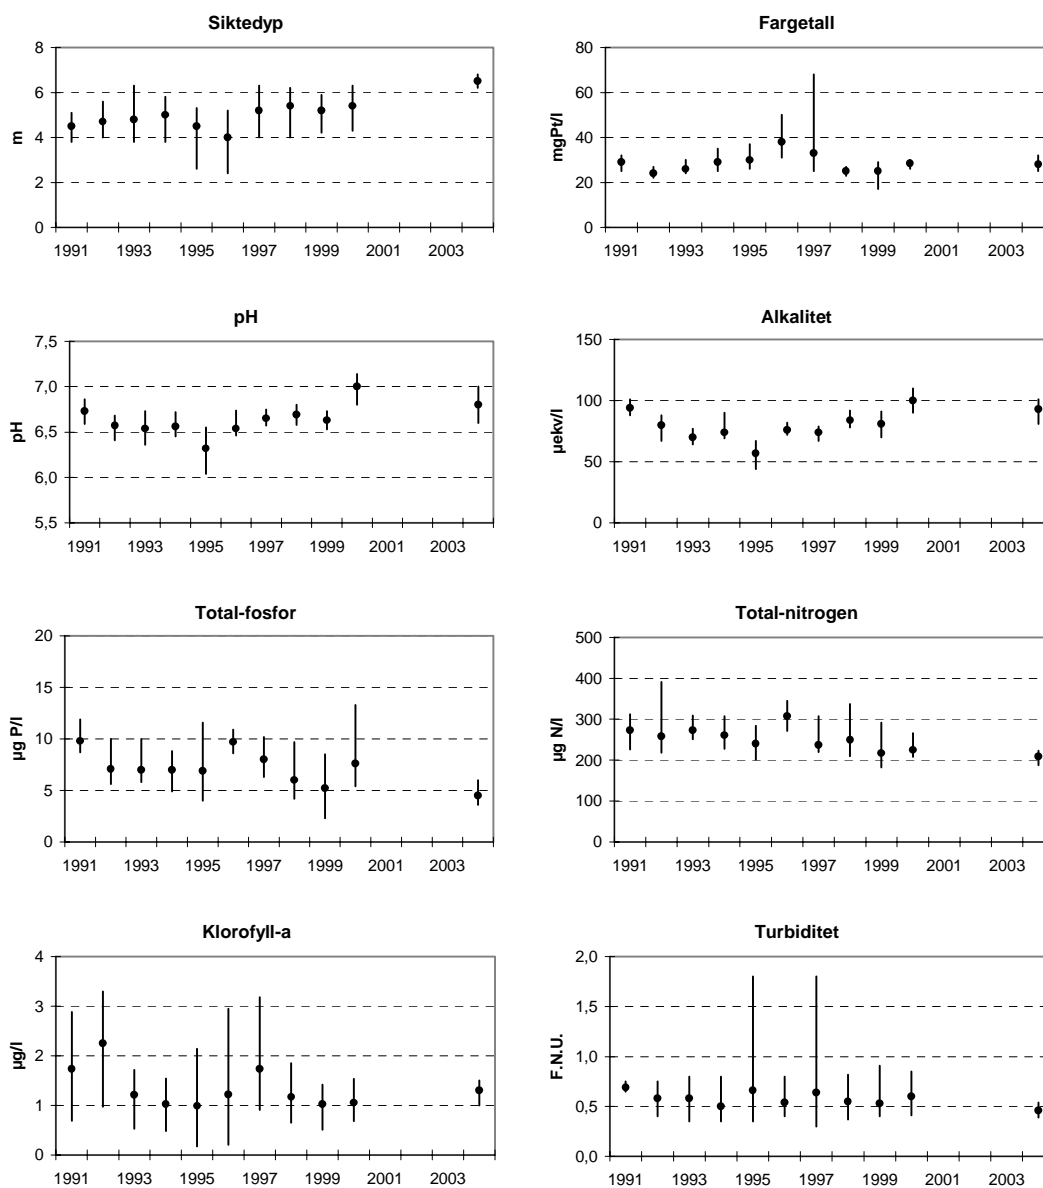 Siktedyp
8
6
4
2
0
m
1991 1993 1995 1997 1999 2001 2003
Fargetall
80
60
40
20
0
mgPt/l
1991 1993 1995 1997 1999 2001 2003
pH
7,5
7,0
6,5
6,0
5,5
pH
1991 1993 1995 1997 1999 2001 2003
Alkalitet
150
100
50
0
µekv/l
1991 1993 1995 1997 1999 2001 2003
Total-fosfor
20
15
10
5
0
µg P/l
1991 1993 1995 1997 1999 2001 2003
Total-nitrogen
500
400
300
200
100
0
µg N/l
1991 1993 1995 1997 1999 2001 2003
Klorofyll-a
4
3
2
1
0
µg/l
1991 1993 1995 1997 1999 2001 2003
Turbiditet
2,0
1,5
1,0
0,5
0,0
F.N.U.
1991 1993 1995 1997 1999 2001 2003